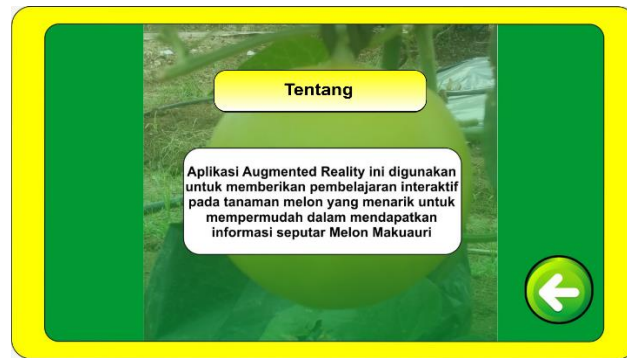 Tentang
Aplikasi Augmented Reality ini digunakan
untuk memberikan pembelajaran interaktif
pada tanaman melon yang menarik untuk
mempermudah dalam mendapatkan
informasi seputar Melon Makuauri